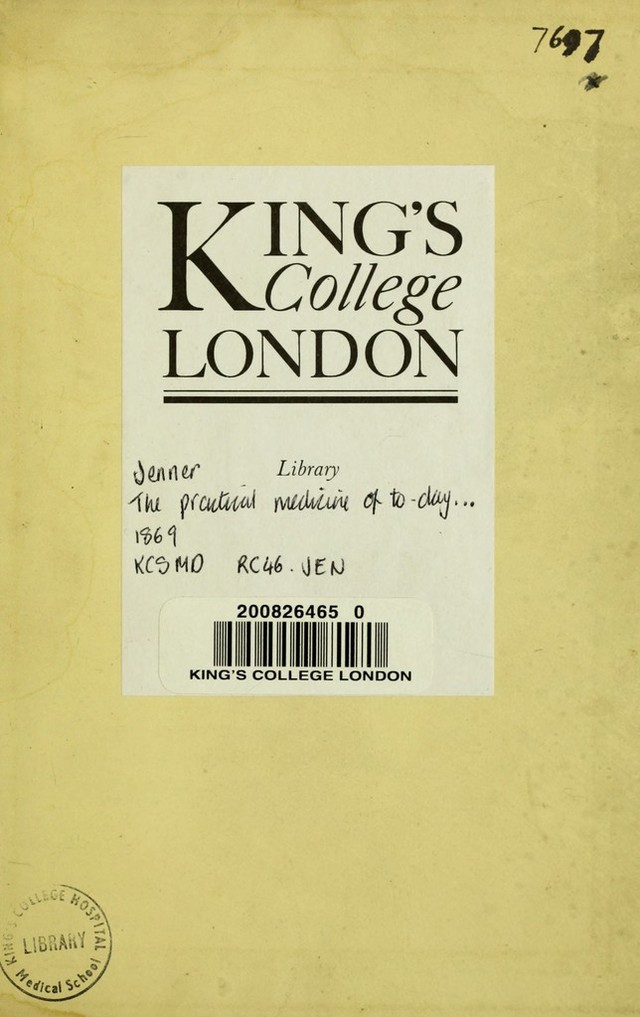 7697
KING'S
College
LONDON
Library
Jenner
The practical medicine of to-day...
1869
KCSMD RC46. JEN
200826465 0
KING'S COLLEGE LONDON
KING'S COLLEGE HOSPITAL
LIBRARY
Medical School